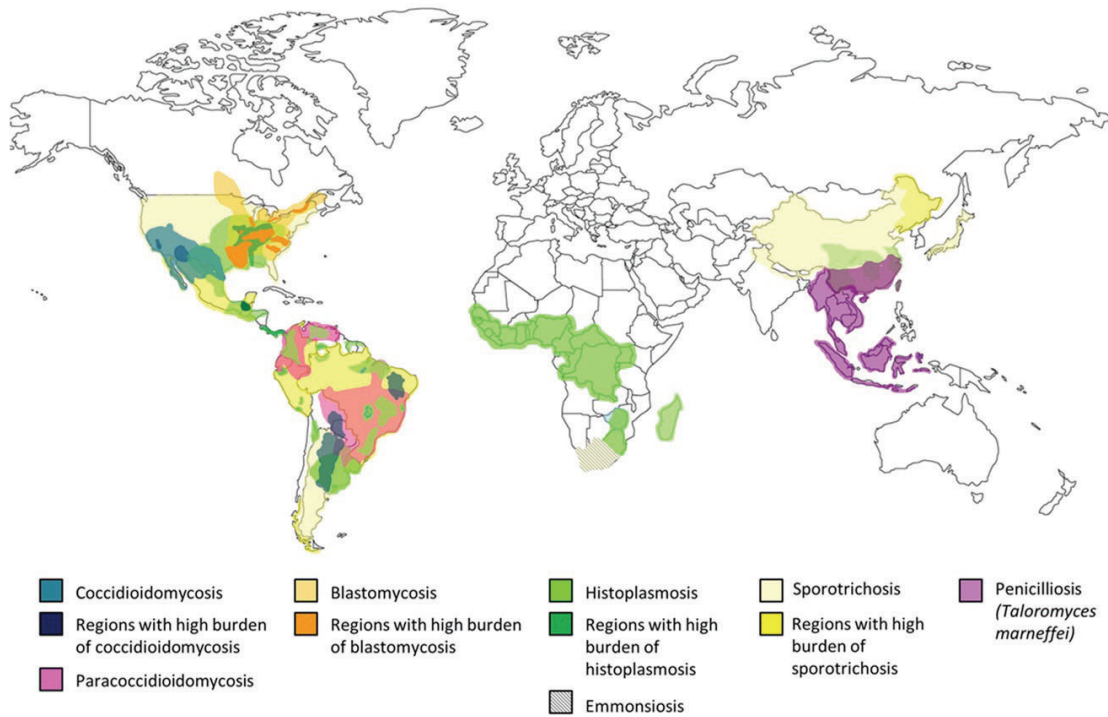 Coccidioidomycosis
Regions with high burden
of coccidioidomycosis
Paracoccidioidomycosis
Blastomycosis
Regions with high burden
of blastomycosis
Histoplasmosis
Regions with high
burden of
histoplasmosis
Emmonsiosis
Sporotrichosis
Regions with high
burden of
sporotrichosis
Penicilliosis
(Taloromyces
marneffei)